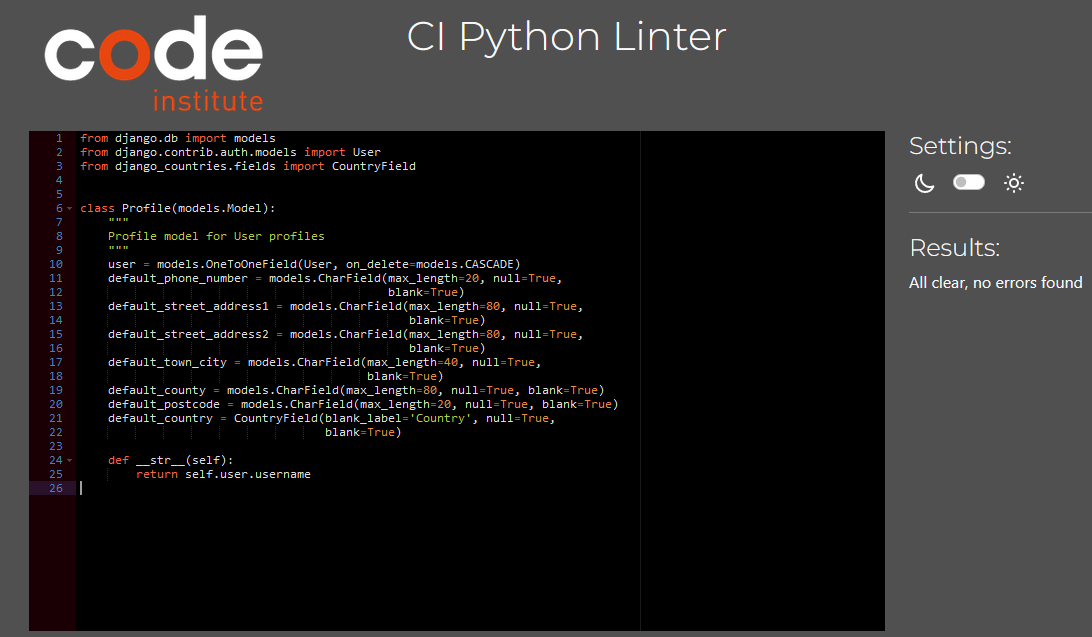 code
institute
CI Python Linter
1 from django.db import models
2 from django.contrib.auth.models import User
3 from django_countries.fields import CountryField
4
5
6 class Profile(models.Model):
7     """
8     Profile model for User profiles
9     """
10     user = models.OneToOneField(User, on_delete=models.CASCADE)
11     default_phone_number = models.CharField(max_length=20, null=True,
12                                             blank=True)
13     default_street_address1 = models.CharField(max_length=80, null=True,
14                                                blank=True)
15     default_street_address2 = models.CharField(max_length=80, null=True,
16                                                blank=True)
17     default_town_city = models.CharField(max_length=40, null=True,
18                                          blank=True)
19     default_county = models.CharField(max_length=80, null=True, blank=True)
20     default_postcode = models.CharField(max_length=20, null=True, blank=True)
21     default_country = CountryField(blank_label='Country', null=True,
22                                    blank=True)
23
24     def __str__(self):
25         return self.user.username
26
Settings:
Results:
All clear, no errors found